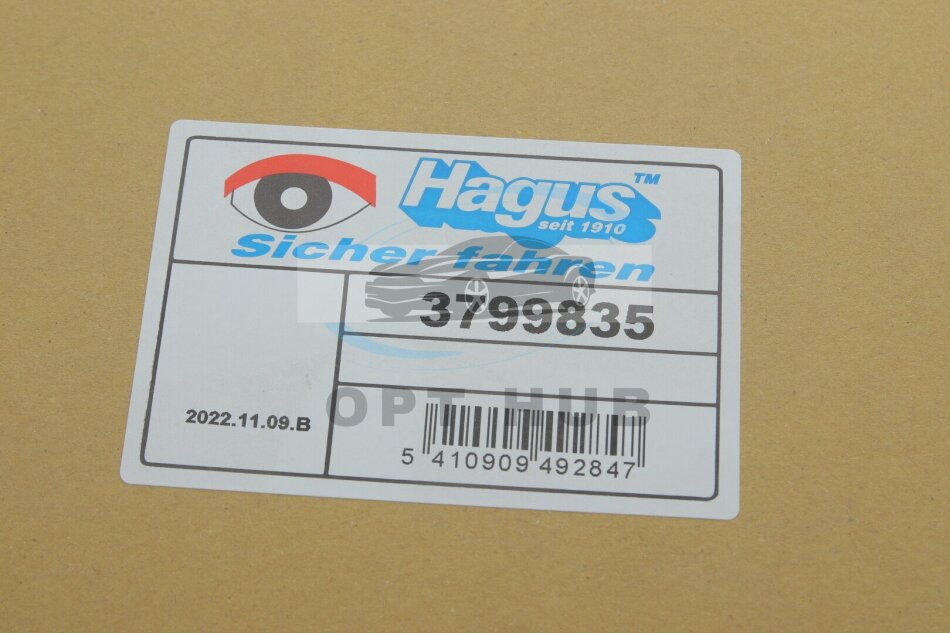 Hagus™
seit 1910
Sicher fahren
3799835
OPT HUB
2022.11.09.B
5 410909 492847